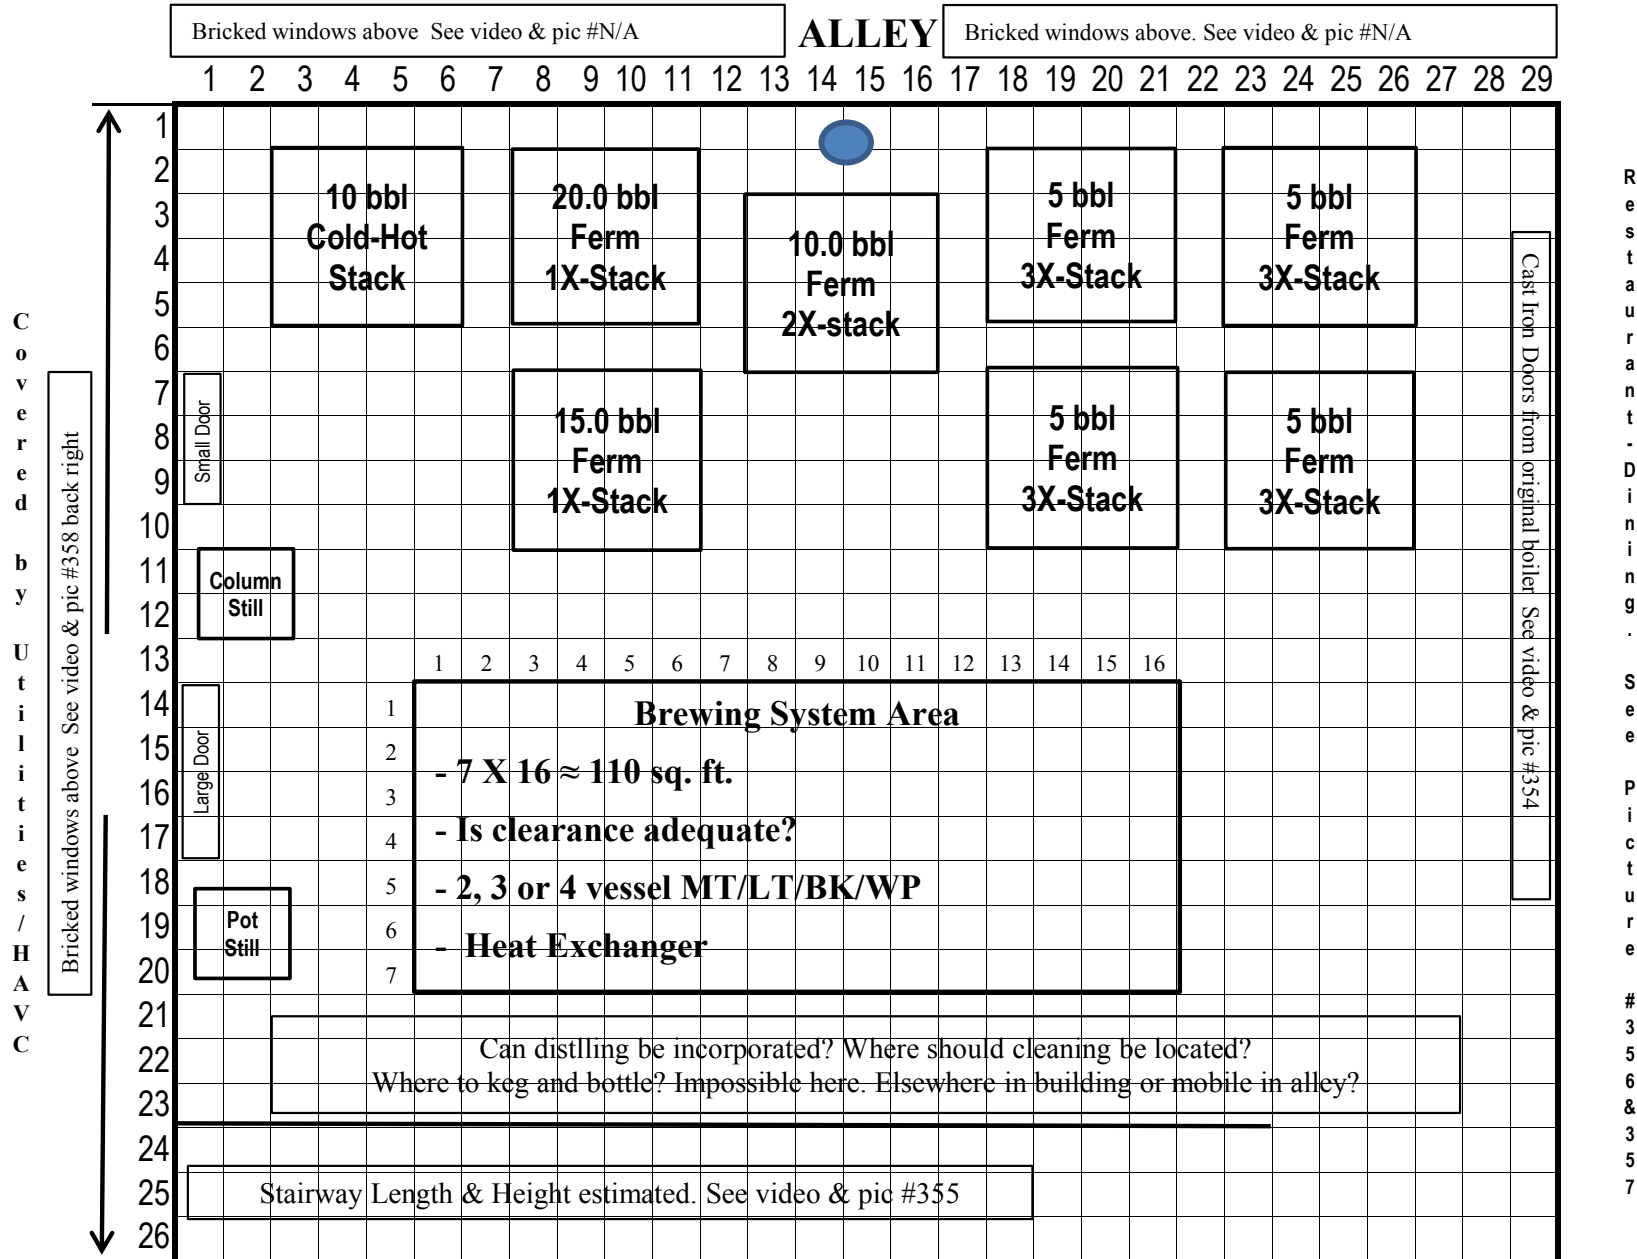 Bricked windows above  See video & pic #N/A
ALLEY
Bricked windows above. See video & pic #N/A
1 2 3 4 5 6 7 8 9 10 11 12 13 14 15 16 17 18 19 20 21 22 23 24 25 26 27 28 29
1
2
3
4
5
6
7
8
9
10
11
12
13
14
15
16
17
18
19
20
21
22
23
24
25
26
Covered by Utilities/HAVC
Bricked windows above  See video & pic #358 back right
10 bbl
Cold-Hot
Stack
20.0 bbl
Ferm
1X-Stack
10.0 bbl
Ferm
2X-stack
5 bbl
Ferm
3X-Stack
5 bbl
Ferm
3X-Stack
Small Door
15.0 bbl
Ferm
1X-Stack
5 bbl
Ferm
3X-Stack
5 bbl
Ferm
3X-Stack
Column
Still
Large Door
Pot
Still
1 2 3 4 5 6 7 8 9 10 11 12 13 14 15 16
1
2
3
4
5
6
7
Brewing System Area
- 7 X 16 ≈ 110 sq. ft.
- Is clearance adequate?
- 2, 3 or 4 vessel MT/LT/BK/WP
- Heat Exchanger
Can distlling be incorporated? Where should cleaning be located?
Where to keg and bottle? Impossible here. Elsewhere in building or mobile in alley?
Stairway Length & Height estimated. See video & pic #355
Cast Iron Doors from original boiler  See video & pic #354
Restaurant-Dining. See Picture #356&357